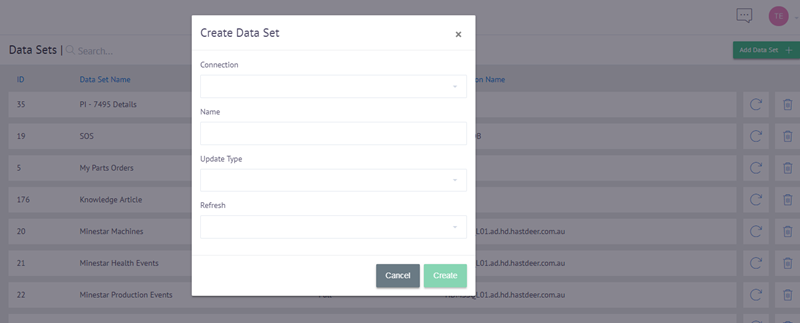 TE
Data Sets | Search...
Add Data Set +
Create Data Set ×
Connection
Name
Update Type
Refresh
Cancel Create
ID Data Set Name Name
35 PI - 7495 Details
19 SOS
5 My Parts Orders
176 Knowledge Article
20 Minestar Machines L01.ad.hd.hastdeer.com.au
21 Minestar Health Events L01.ad.hd.hastdeer.com.au
22 Minestar Production Events L01.ad.hd.hastdeer.com.au